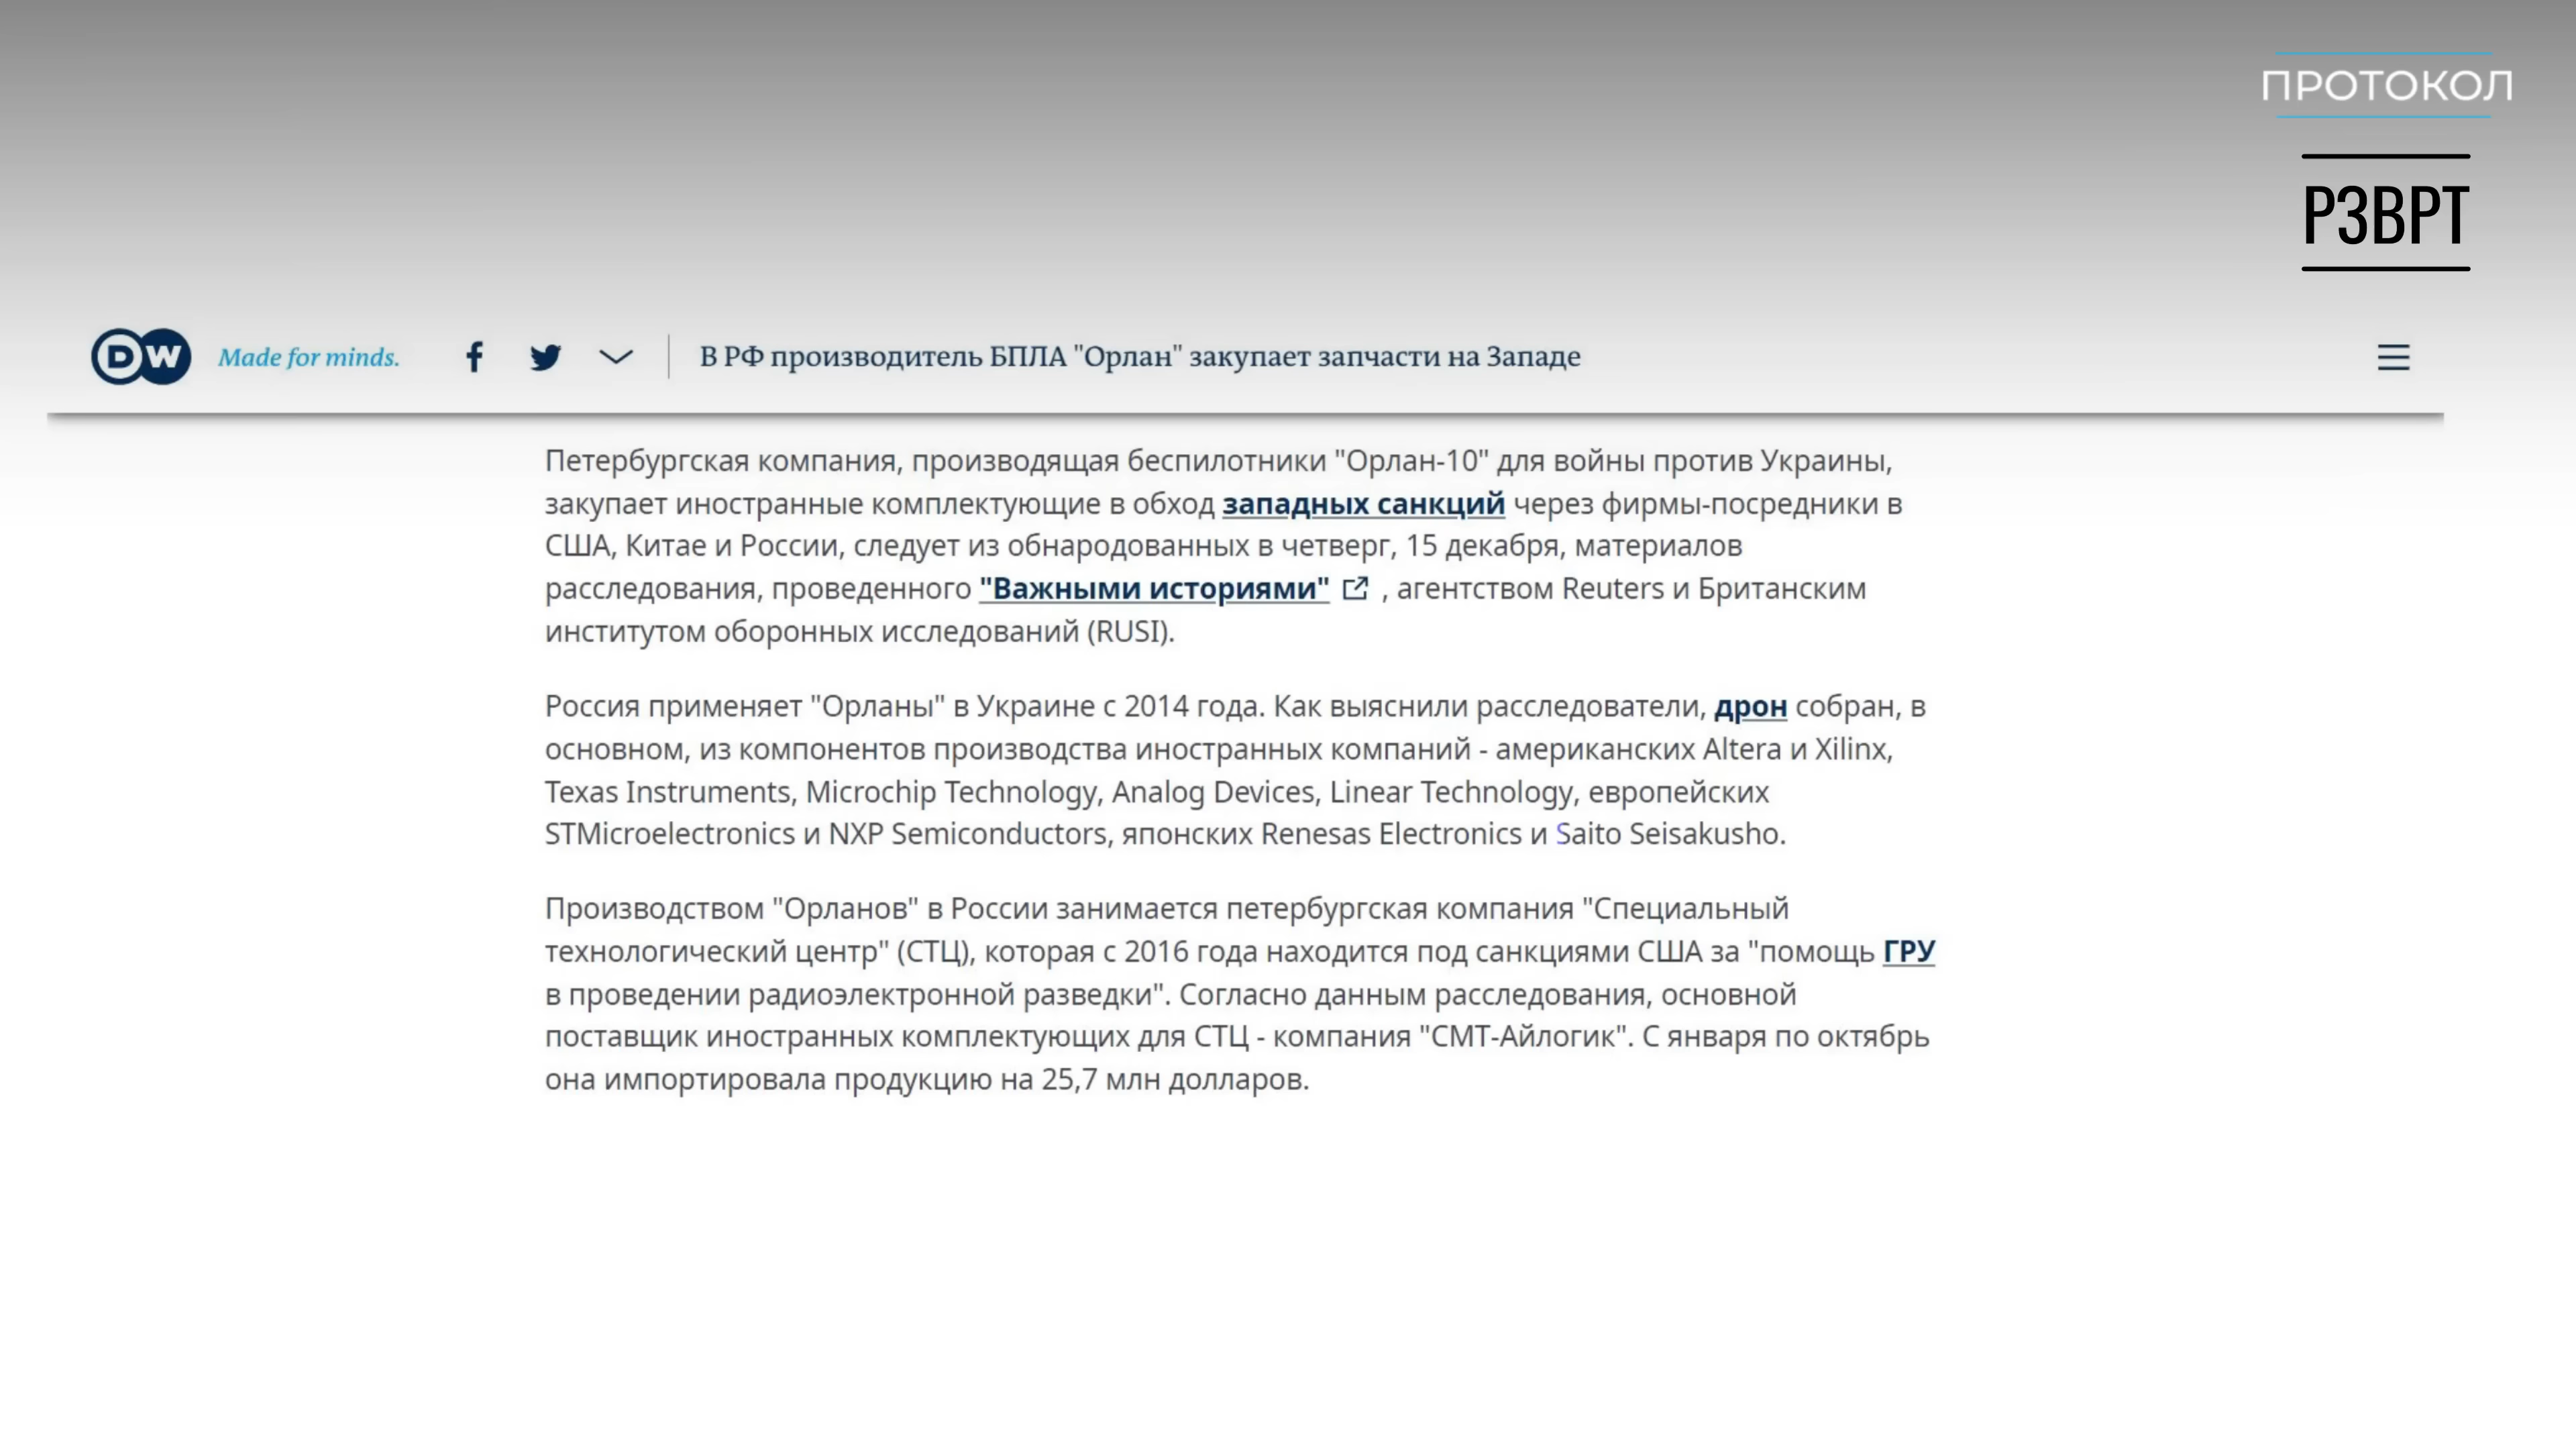 ПРОТОКОЛ
РЗВРТ
DW Made for minds. В РФ производитель БПЛА "Орлан" закупает запчасти на Западе
Петербургская компания, производящая беспилотники "Орлан-10" для войны против Украины,
закупает иностранные комплектующие в обход западных санкций через фирмы-посредники в
США, Китае и России, следует из обнародованных в четверг, 15 декабря, материалов
расследования, проведенного "Важными историями" , агентством Reuters и Британским
институтом оборонных исследований (RUSI).
Россия применяет "Орланы" в Украине с 2014 года. Как выяснили расследователи, дрон собран, в
основном, из компонентов производства иностранных компаний - американских Altera и Xilinx,
Texas Instruments, Microchip Technology, Analog Devices, Linear Technology, европейских
STMicroelectronics и NXP Semiconductors, японских Renesas Electronics и Saito Seisakusho.
Производством "Орланов" в России занимается петербургская компания "Специальный
технологический центр" (СТЦ), которая с 2016 года находится под санкциями США за "помощь ГРУ
в проведении радиоэлектронной разведки". Согласно данным расследования, основной
поставщик иностранных комплектующих для СТЦ - компания "СМТ-Айлогик". С января по октябрь
она импортировала продукцию на 25,7 млн долларов.